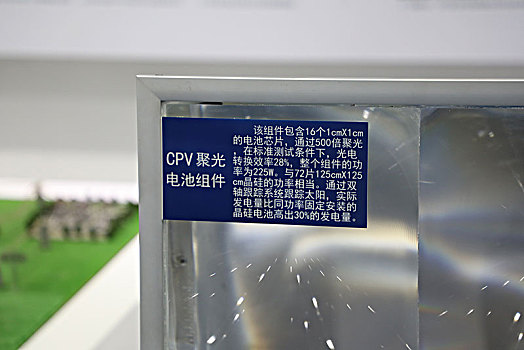 CPV聚光
电池组件
该组件包含16个1cmX1cm
的电池芯片，通过500倍聚光
，在标准测试条件下，光电
转换效率28%，整个组件的功
率为225W。与72片125cmX125
cm晶硅的功率相当。通过双
轴跟踪系统跟踪太阳，实际
发电量比同功率固定安装的
晶硅电池高出30%的发电量。